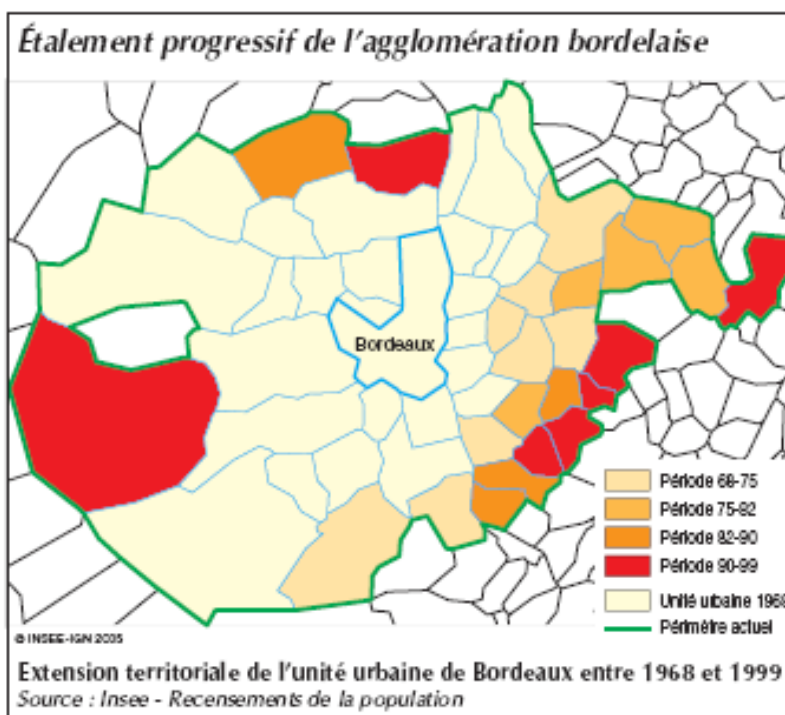 Étalement progressif de l'agglomération bordelaise
Bordeaux
Période 68-75
Période 75-82
Période 82-90
Période 90-99
Unité urbaine 1968
Périmètre actuel
© INSEE-IGN 2005
Extension territoriale de l'unité urbaine de Bordeaux entre 1968 et 1999
Source : Insee - Recensements de la population